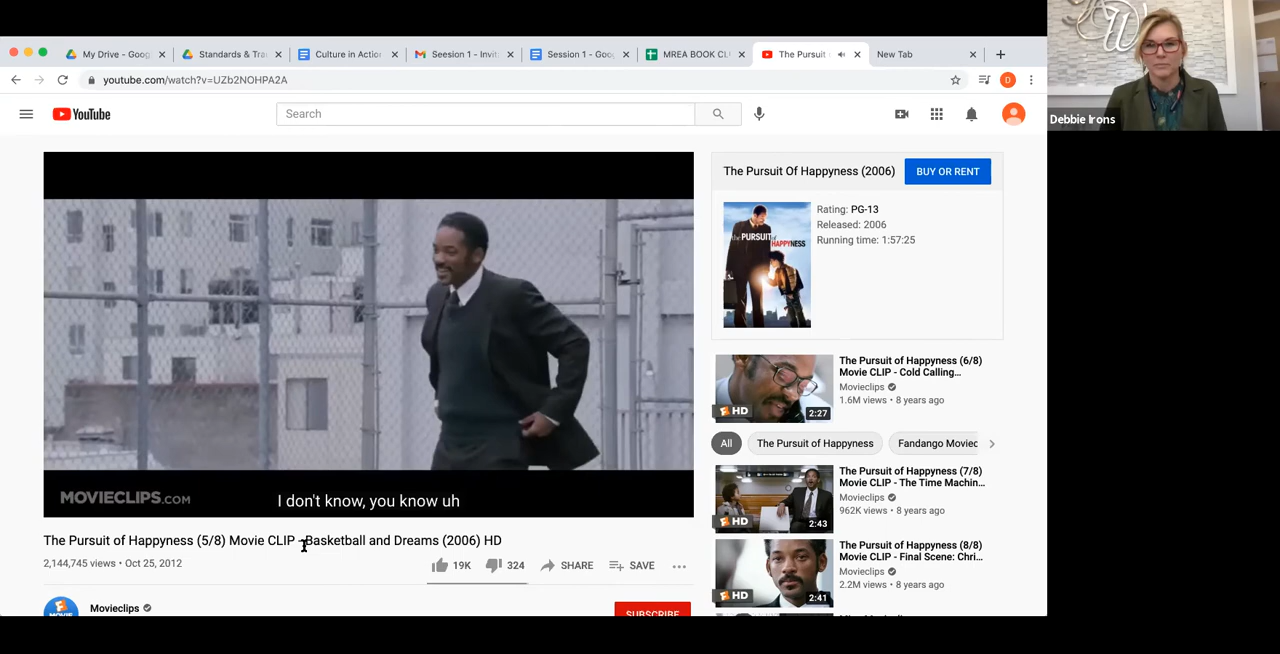 My Drive - Goog
Standards & Tra
Culture in Action
Seesion 1 - Invit
Session 1 - Goo
MREA BOOK CL
The Pursuit
New Tab
youtube.com/watch?v=UZb2NOHPA2A
D
YouTube
Search
Debbie Irons
MOVIECLIPS.COM
I don't know, you know uh
The Pursuit of Happyness (5/8) Movie CLIP - Basketball and Dreams (2006) HD
2,144,745 views • Oct 25, 2012
19K
324
SHARE
SAVE
Movieclips
SUBSCRIBE
The Pursuit Of Happyness (2006)
BUY OR RENT
the PURSUIT of HAPPYNESS
Rating: PG-13
Released: 2006
Running time: 1:57:25
The Pursuit of Happyness (6/8)
Movie CLIP - Cold Calling...
Movieclips
1.6M views • 8 years ago
HD
2:27
All
The Pursuit of Happyness
Fandango Moviec
The Pursuit of Happyness (7/8)
Movie CLIP - The Time Machin...
Movieclips
962K views • 8 years ago
HD
2:43
The Pursuit of Happyness (8/8)
Movie CLIP - Final Scene: Chri...
Movieclips
2.2M views • 8 years ago
HD
2:41